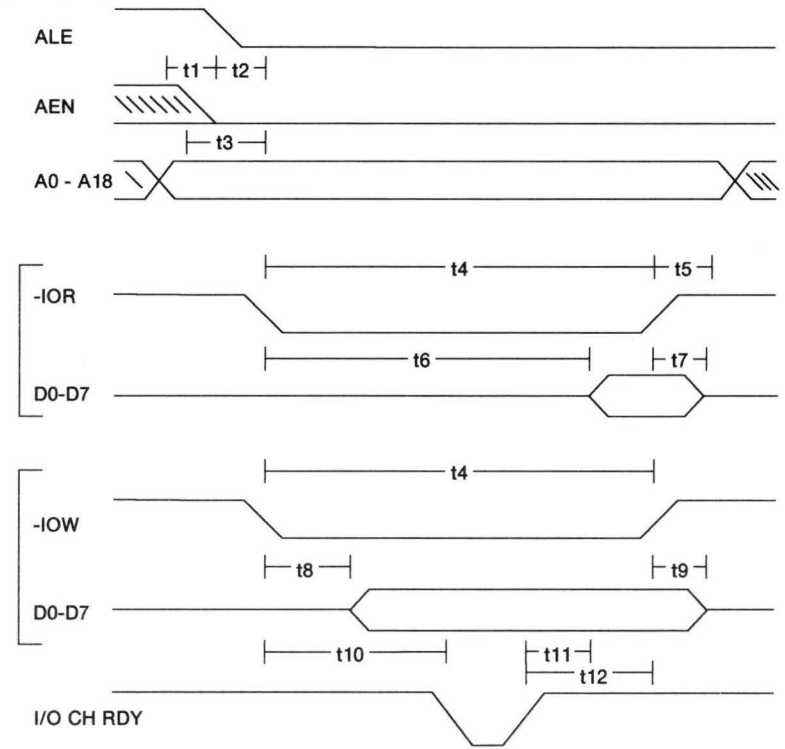 ALE
t1 t2
AEN
t3
A0 - A18
t4 t5
-IOR
t6 t7
D0-D7
t4
-IOW
t8 t9
D0-D7
t10 t11
t12
I/O CH RDY